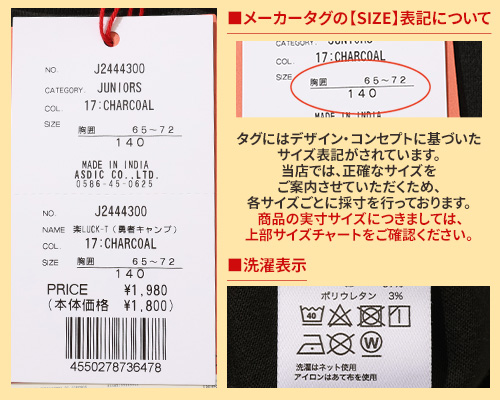 NO. J2444300
CATEGORY. JUNIORS
COL. 17:CHARCOAL
SIZE 胸囲 65~72
140
MADE IN INDIA
ASDIC CO.,LTD.
0586-45-0625
NO. J2444300
NAME 楽LUCK-T(勇者キャンプ)
COL. 17:CHARCOAL
SIZE 胸囲 65~72
140
PRICE ¥1,980
(本体価格 ¥1,800)
4550278736478
■メーカータグの【SIZE】表記について
CATEGORY. JUNIORS
COL. 17:CHARCOAL
胸囲 65~72
140
MADE IN INDIA
タグにはデザイン・コンセプトに基づいた
サイズ表記がされています。
当店では、正確なサイズを
ご案内させていただくため、
各サイズごとに採寸を行っております。
商品の実寸サイズにつきましては、
上部サイズチャートをご確認ください。
■洗濯表示
ポリウレタン 3%
40
W
洗濯はネット使用
アイロンはあて布を使用